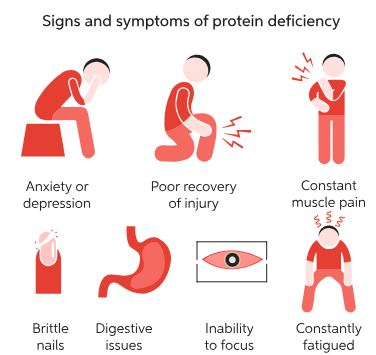 Signs and symptoms of protein deficiency
Anxiety or
depression
Poor recovery
of injury
Constant
muscle pain
Brittle
nails
Digestive
issues
Inability
to focus
Constantly
fatigued